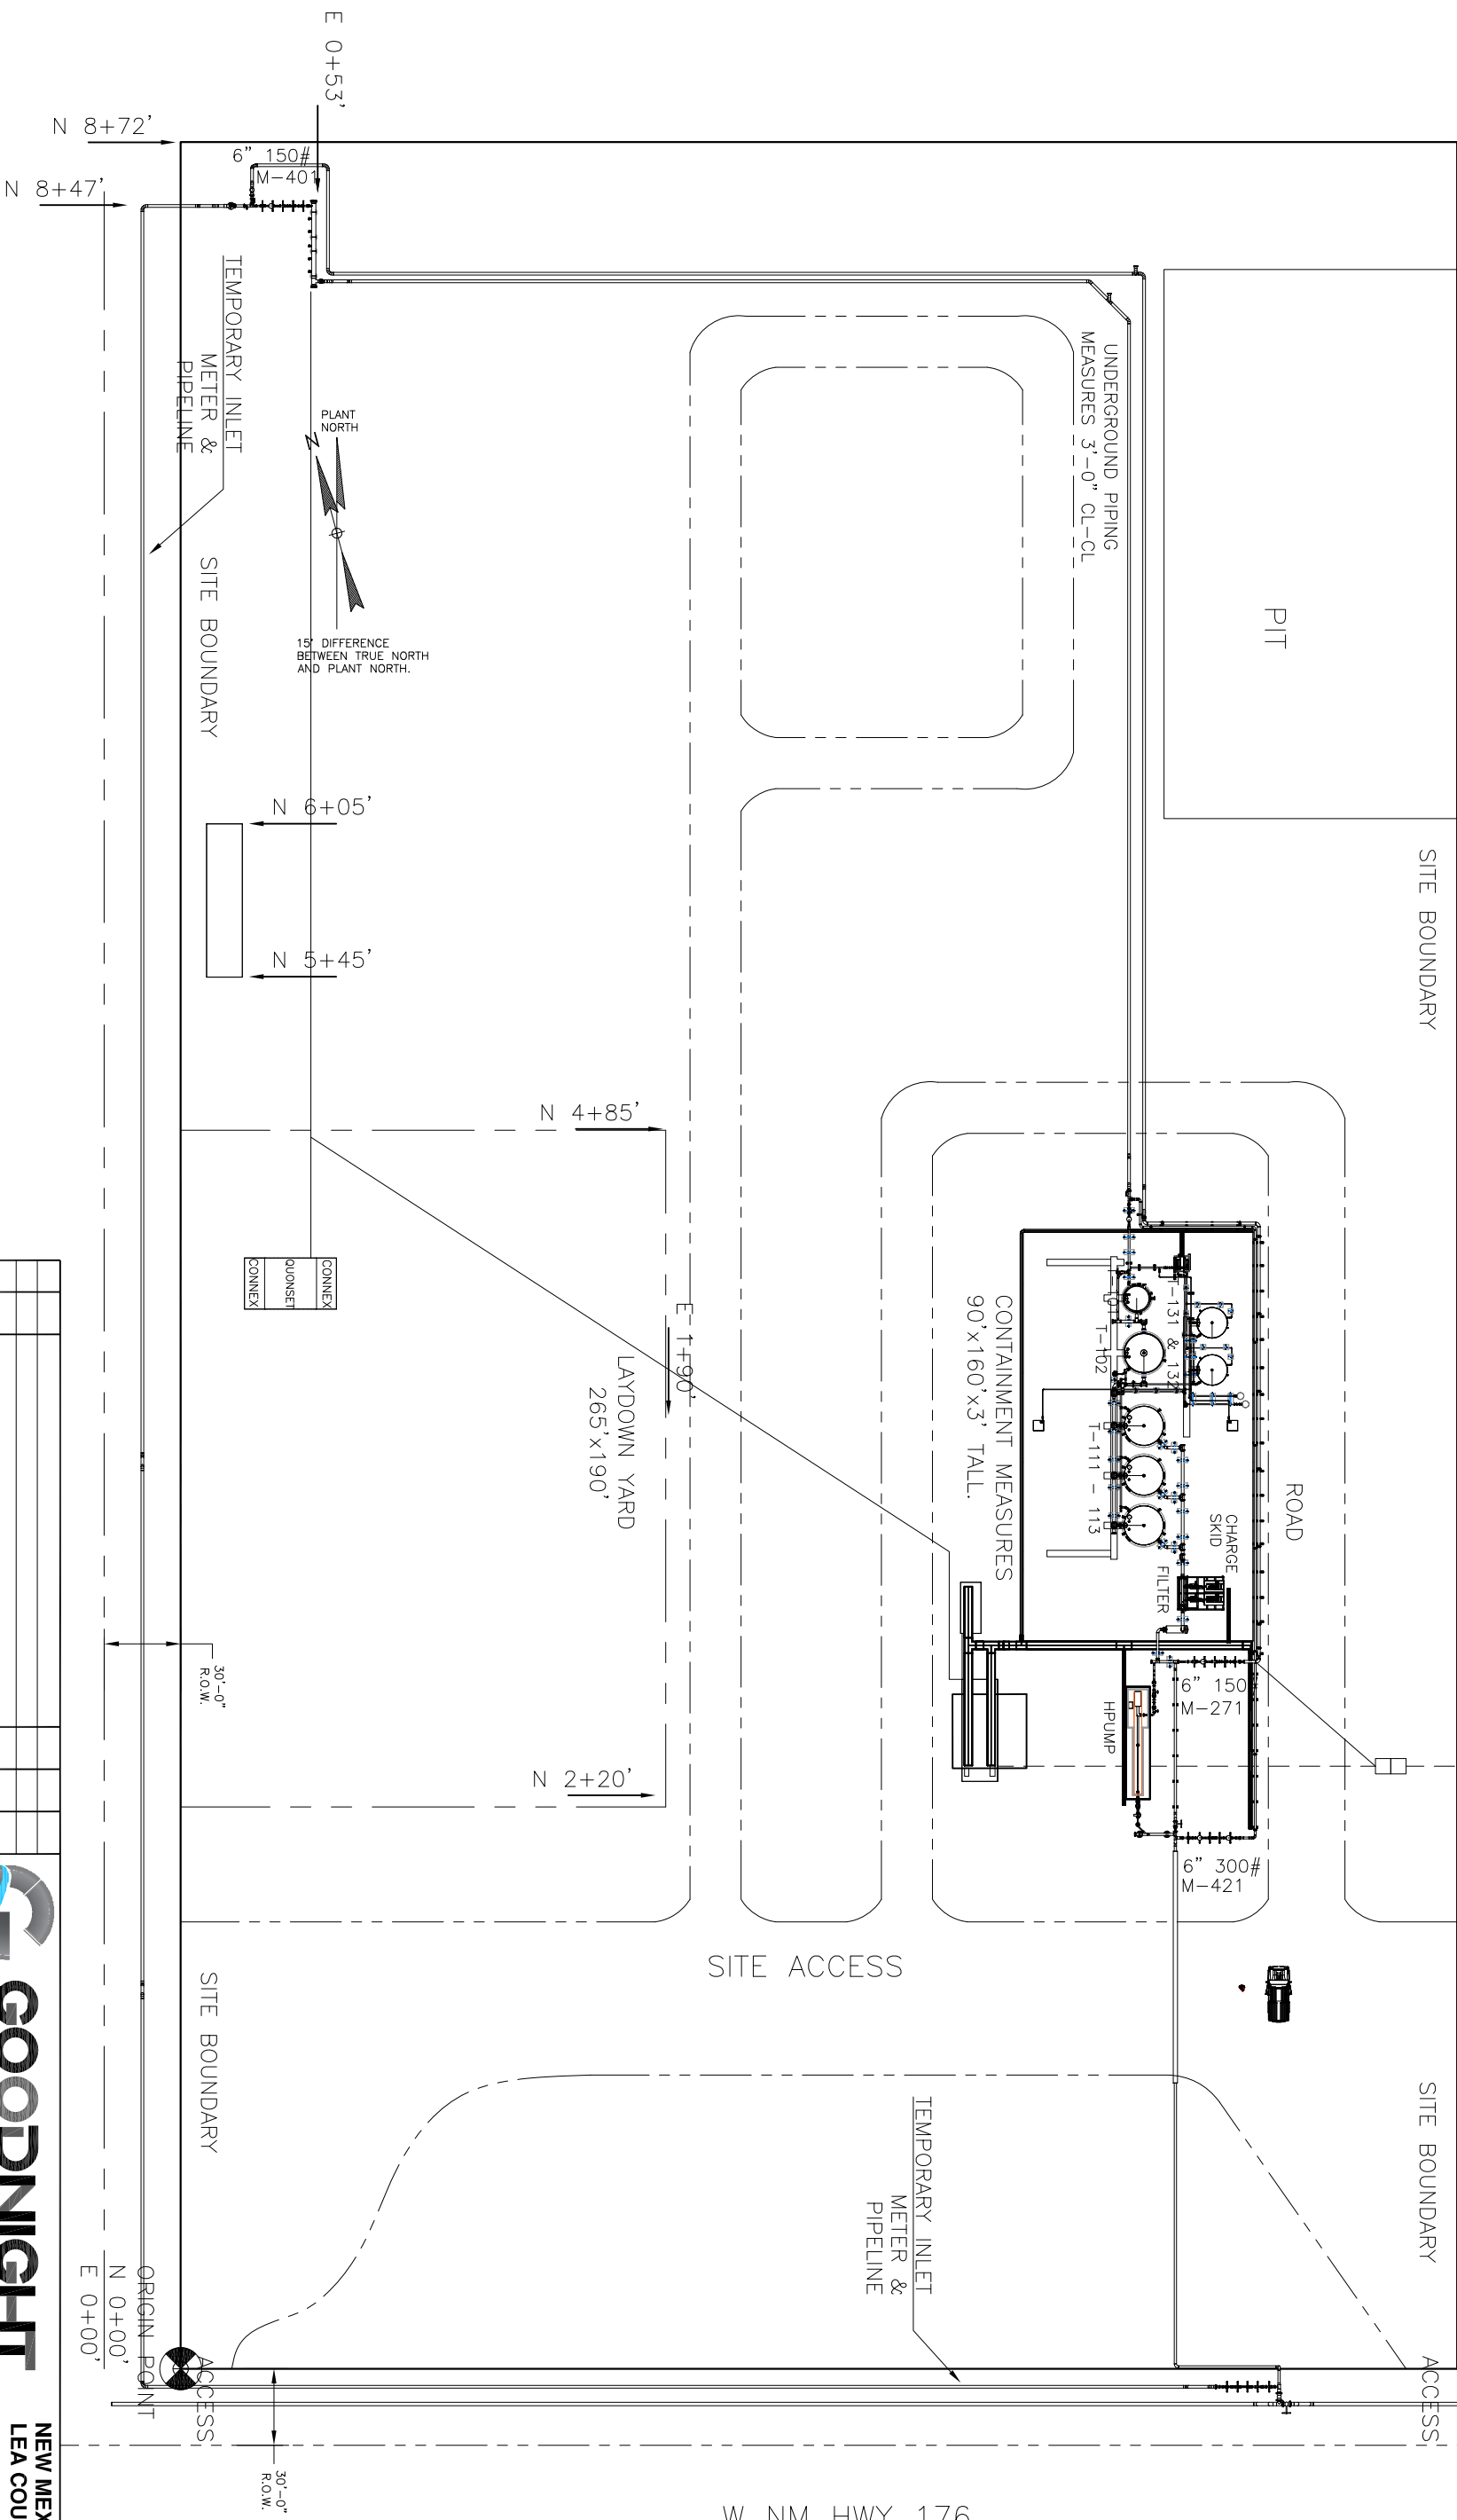 E 0+53'
N 8+72'
N 8+47'
6" 150#
M-401
TEMPORARY INLET
METER &
PIPELINE
PLANT
NORTH
N
15° DIFFERENCE
BETWEEN TRUE NORTH
AND PLANT NORTH.
UNDERGROUND PIPING
MEASURES 3'-0" CL-CL
PIT
SITE BOUNDARY
SITE BOUNDARY
N 6+05'
N 5+45'
N 4+85'
CONNEX
QUONSET
CONNEX
E 1+90'
LAYDOWN YARD
265'x190'
CONTAINMENT MEASURES
90'x160'x3' TALL.
T-131 & 132
T-102
T-111 - 113
ROAD
CHARGE
SKID
FILTER
6" 150
M-271
HPUMP
30'-0"
R.O.W.
N 2+20'
6" 300#
M-421
SITE ACCESS
SITE BOUNDARY
SITE BOUNDARY
TEMPORARY INLET
METER &
PIPELINE
ORIGIN POINT
N 0+00'
E 0+00'
ACCESS
ACCESS
30'-0"
R.O.W.
W NM HWY 176
GOODNIGHT
NEW MEX
LEA COU